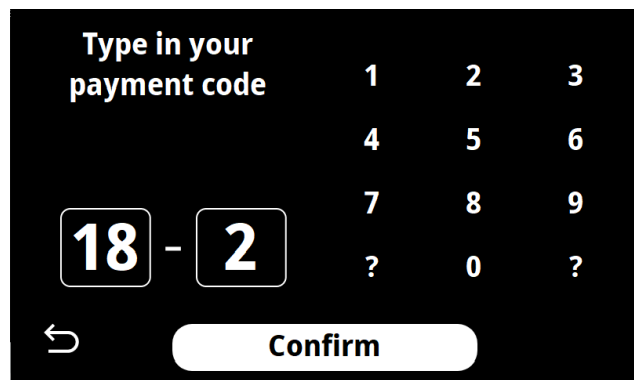 Type in your
payment code
18 - 2
1 2 3
4 5 6
7 8 9
? 0 ?
Confirm